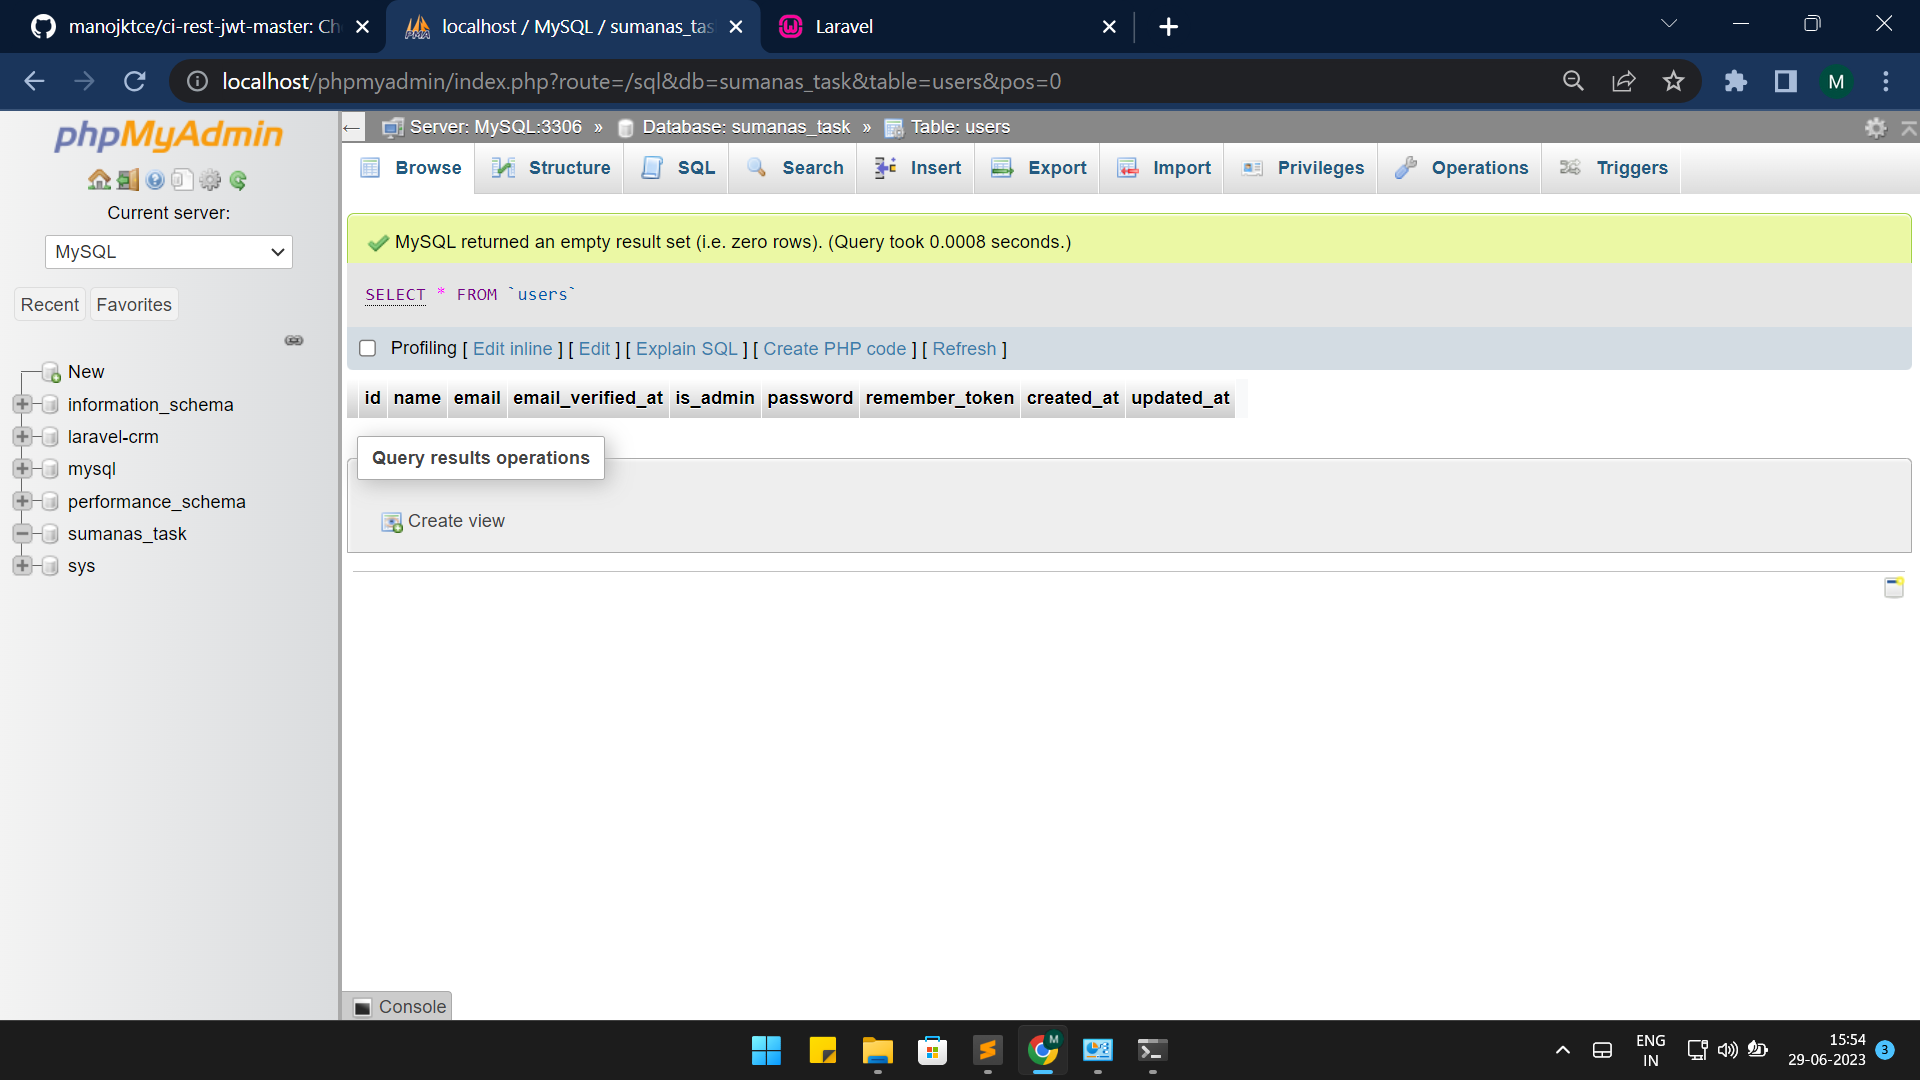 manojktce/ci-rest-jwt-master: Ch
localhost / MySQL / sumanas_tas
Laravel
localhost/phpmyadmin/index.php?route=/sql&db=sumanas_task&table=users&pos=0
M
phpMyAdmin
Current server:
MySQL
Recent Favorites
New
information_schema
laravel-crm
mysql
performance_schema
sumanas_task
sys
Server: MySQL:3306 » Database: sumanas_task » Table: users
Browse Structure SQL Search Insert Export Import Privileges Operations Triggers
MySQL returned an empty result set (i.e. zero rows). (Query took 0.0008 seconds.)
SELECT * FROM `users`
Profiling [ Edit inline ] [ Edit ] [ Explain SQL ] [ Create PHP code ] [ Refresh ]
id name email email_verified_at is_admin password remember_token created_at updated_at
Query results operations
Create view
Console
M
ENG
IN
15:54
29-06-2023
3